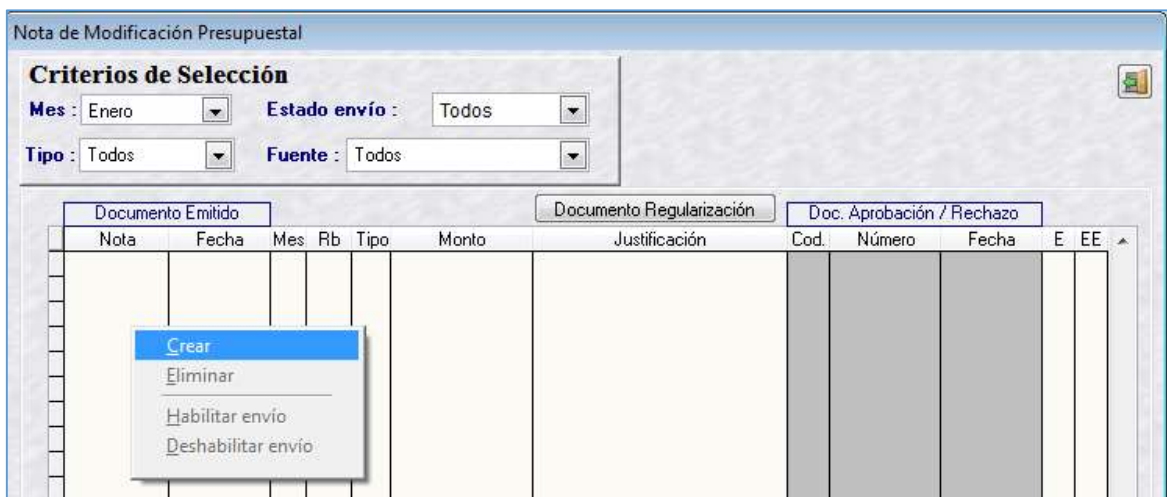 Nota de Modificación Presupuestal
Criterios de Selección
Mes : Enero Estado envío : Todos
Tipo : Todos Fuente : Todos
Documento Emitido Documento Regularización Doc. Aprobación / Rechazo
Nota Fecha Mes Rb Tipo Monto Justificación Cod. Número Fecha E EE
Crear
Eliminar
Habilitar envío
Deshabilitar envío